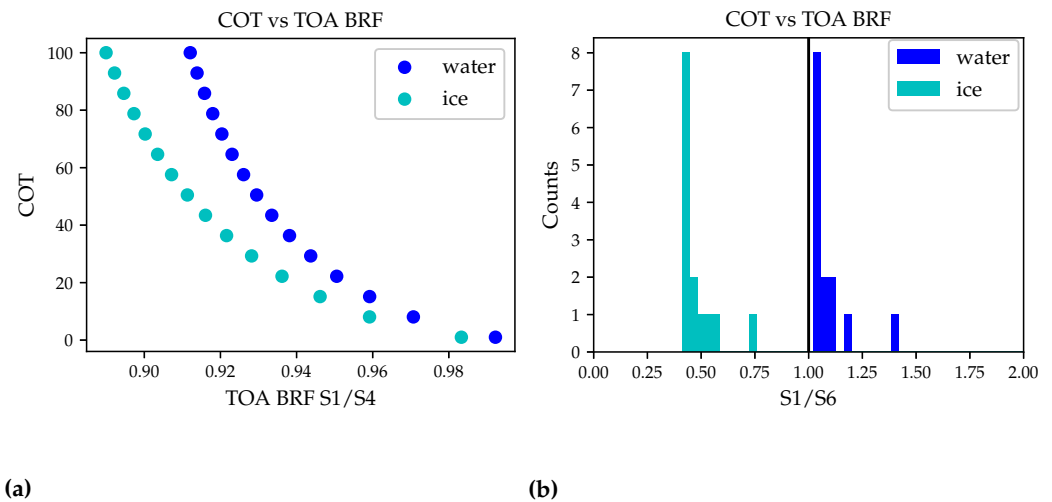 COT vs TOA BRF
100
80
60
40
20
0
COT
water
ice
0.90 0.92 0.94 0.96 0.98
TOA BRF S1/S4
(a)
COT vs TOA BRF
8
7
6
5
4
3
2
1
0
Counts
water
ice
0.00 0.25 0.50 0.75 1.00 1.25 1.50 1.75 2.00
S1/S6
(b)